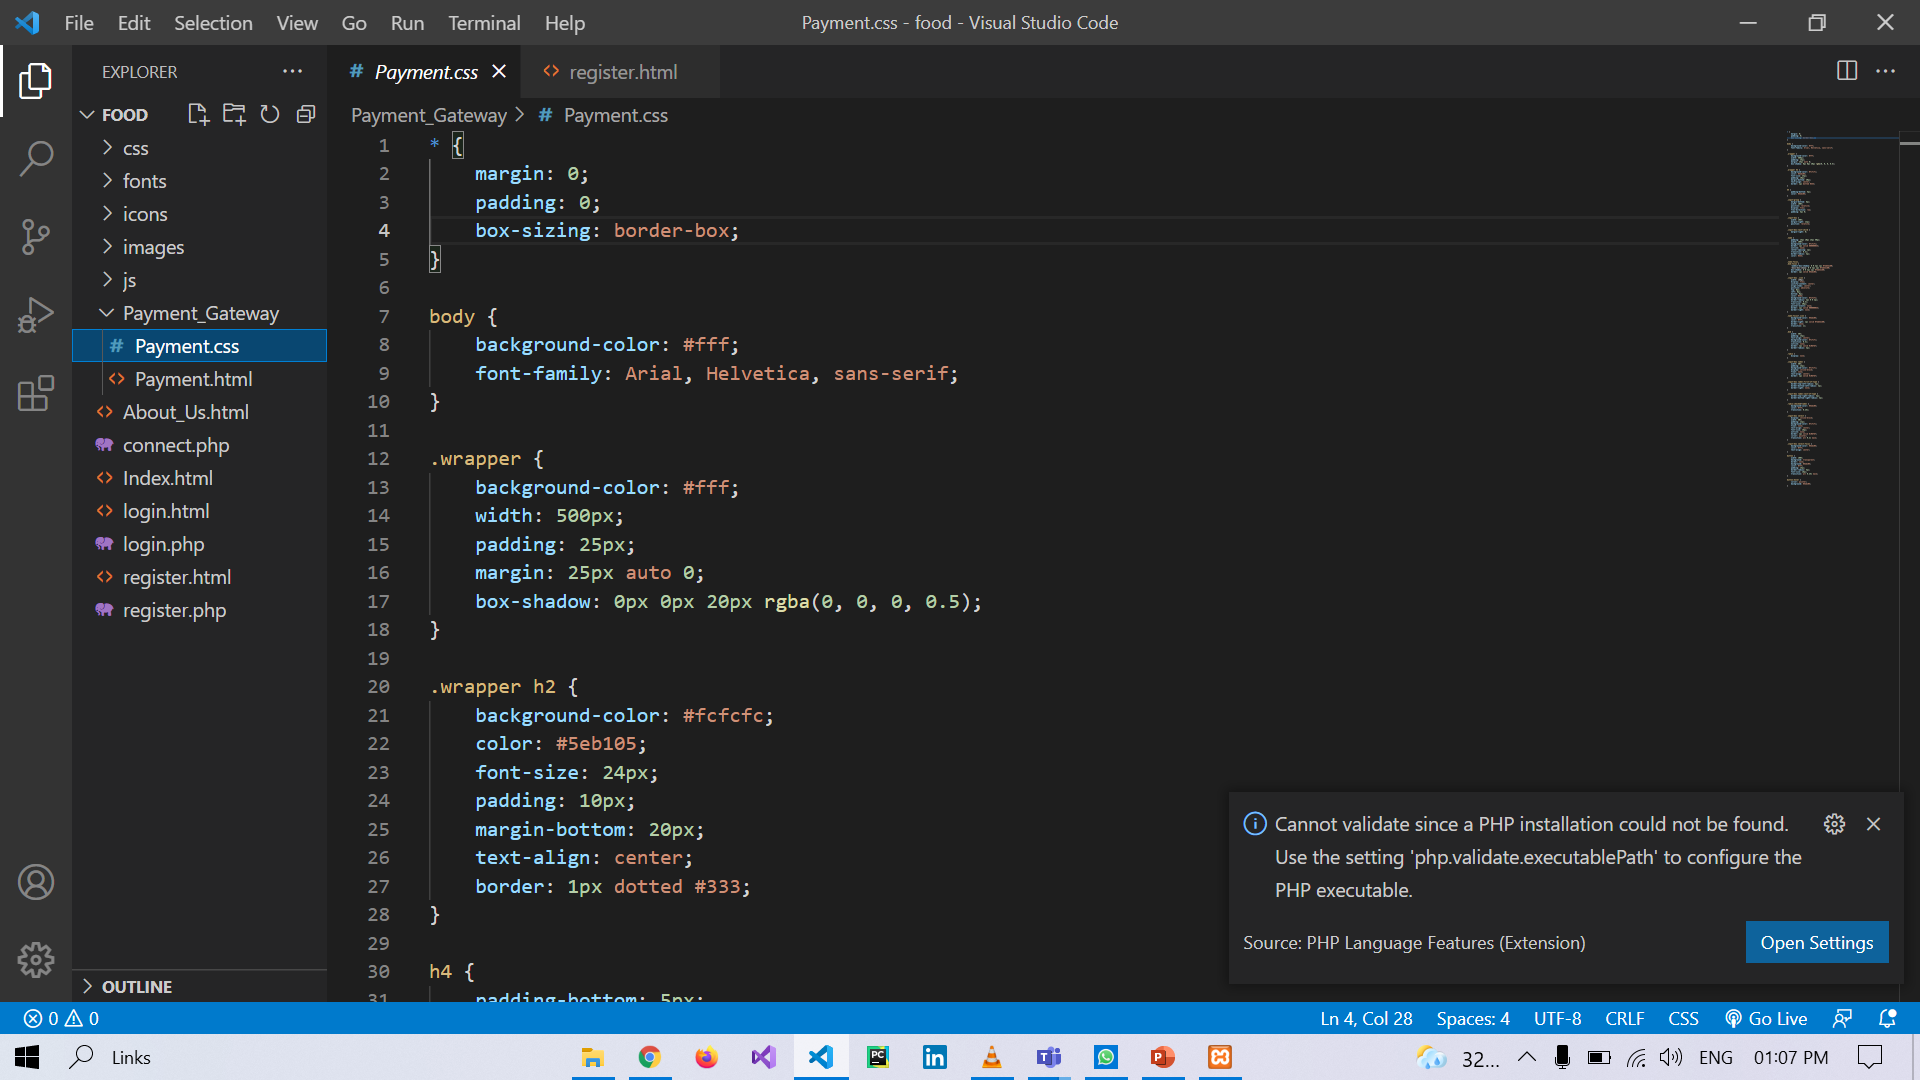 File Edit Selection View Go Run Terminal Help
Payment.css - food - Visual Studio Code
EXPLORER
FOOD
css
fonts
icons
images
js
Payment_Gateway
# Payment.css
<> Payment.html
<> About_Us.html
connect.php
<> Index.html
<> login.html
login.php
<> register.html
register.php
OUTLINE
# Payment.css
<> register.html
Payment_Gateway > # Payment.css
1 * {
2 margin: 0;
3 padding: 0;
4 box-sizing: border-box;
5 }
6
7 body {
8 background-color: #fff;
9 font-family: Arial, Helvetica, sans-serif;
10 }
11
12 .wrapper {
13 background-color: #fff;
14 width: 500px;
15 padding: 25px;
16 margin: 25px auto 0;
17 box-shadow: 0px 0px 20px rgba(0, 0, 0, 0.5);
18 }
19
20 .wrapper h2 {
21 background-color: #fcfcfc;
22 color: #5eb105;
23 font-size: 24px;
24 padding: 10px;
25 margin-bottom: 20px;
26 text-align: center;
27 border: 1px dotted #333;
28 }
29
30 h4 {
31 padding-bottom: 5px;
Cannot validate since a PHP installation could not be found.
Use the setting 'php.validate.executablePath' to configure the
PHP executable.
Source: PHP Language Features (Extension)
Open Settings
0 0
Ln 4, Col 28 Spaces: 4 UTF-8 CRLF CSS Go Live
Links
32... ENG 01:07 PM